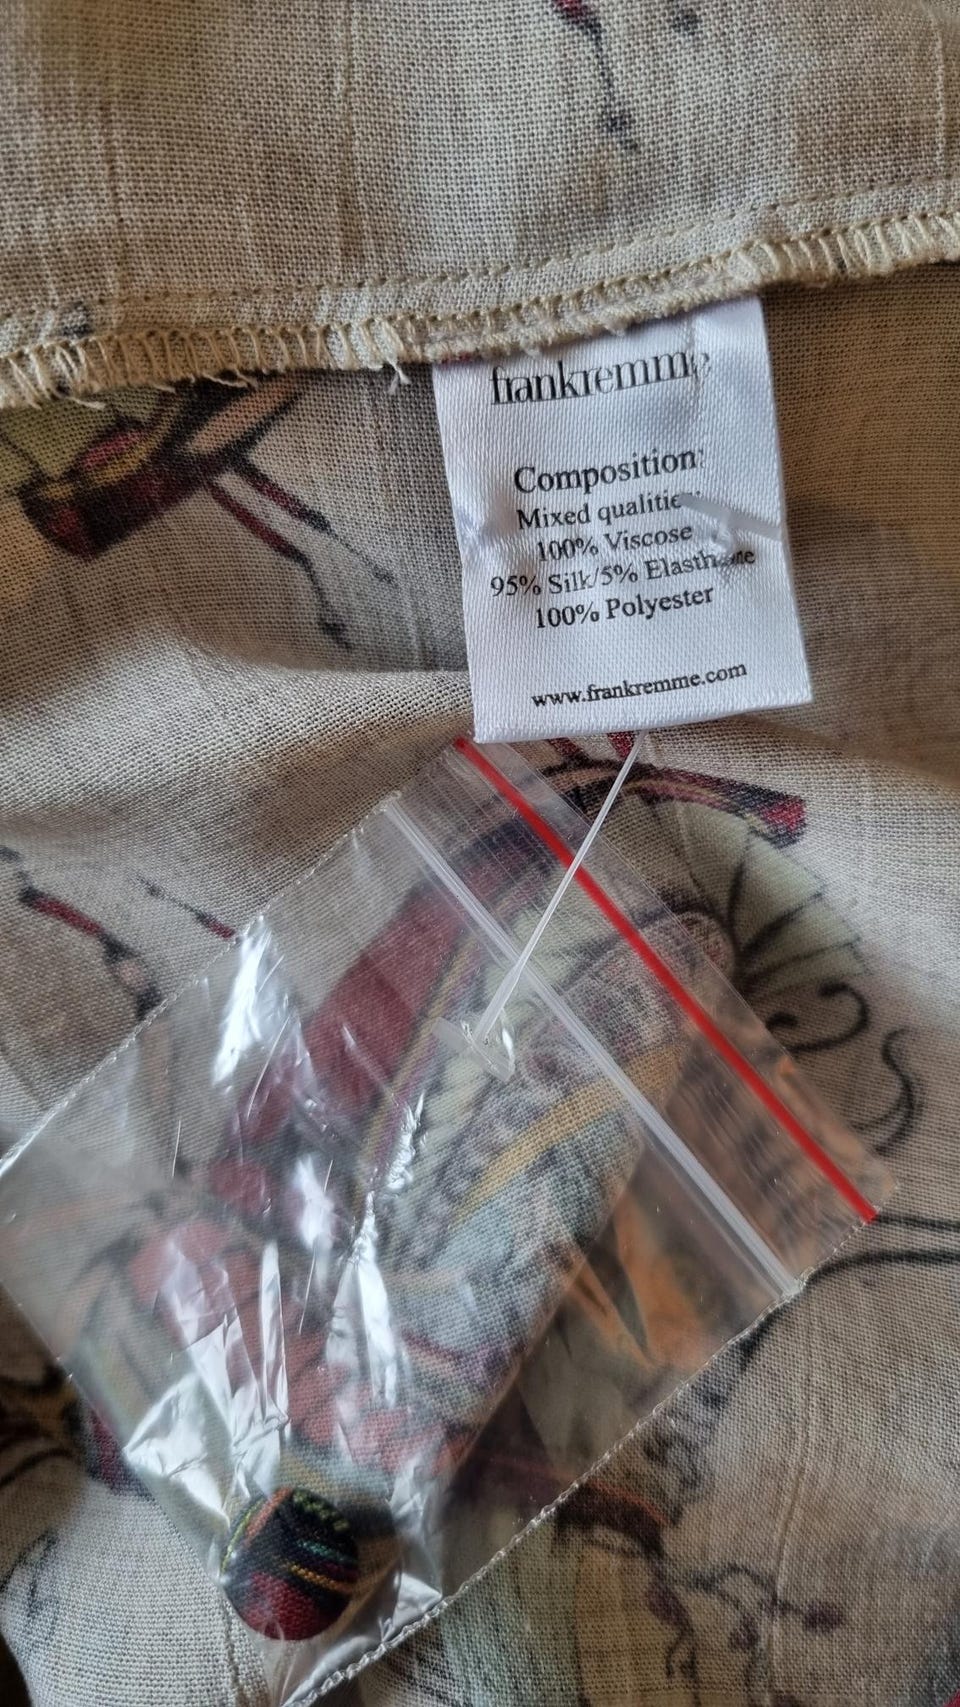 frankremme
Composition:
Mixed qualities:
100% Viscose
95% Silk/5% Elasthane
100% Polyester
www.frankremme.com